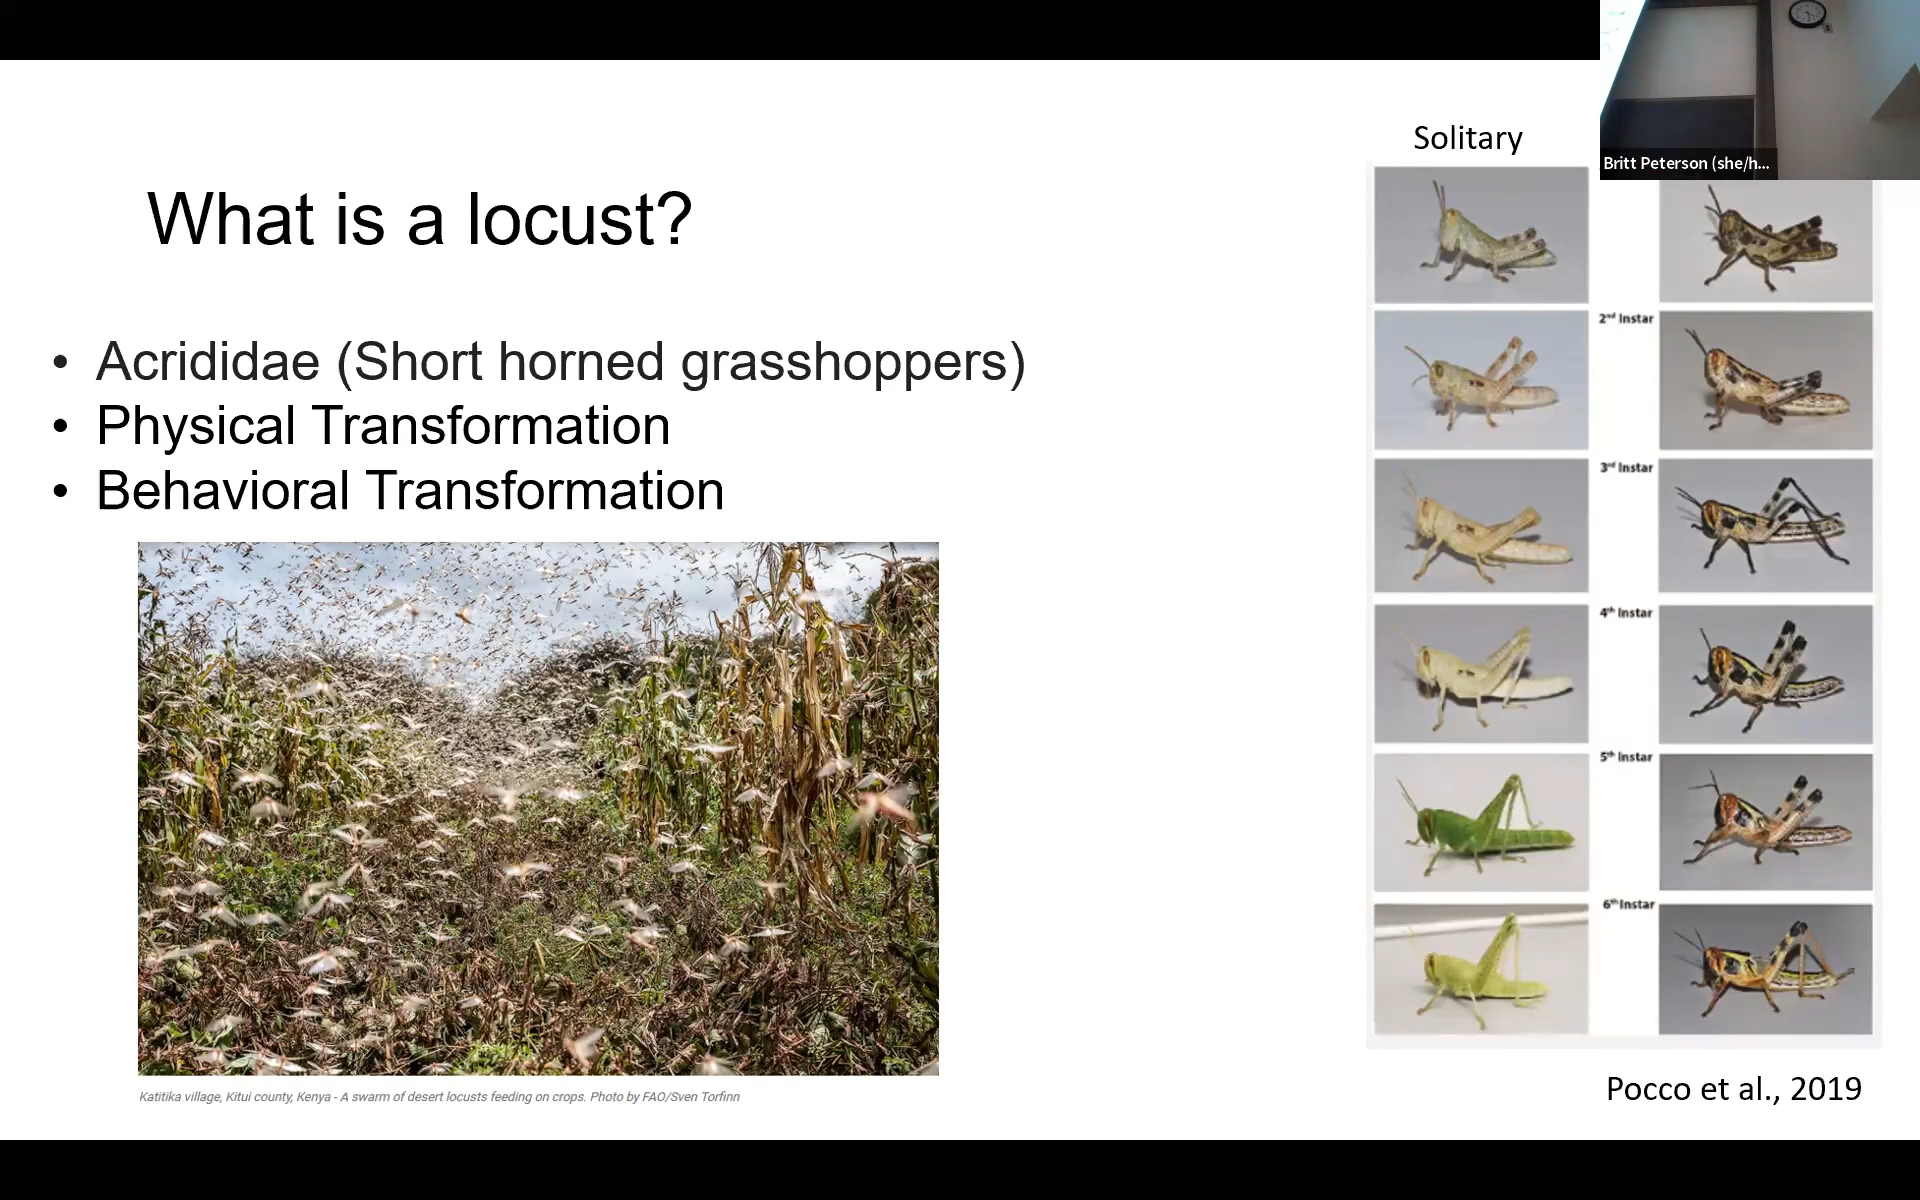 Britt Peterson (she/h...
Solitary
What is a locust?
• Acrididae (Short horned grasshoppers)
• Physical Transformation
• Behavioral Transformation
2nd Instar
3rd Instar
4th Instar
5th Instar
6th Instar
Katitika village, Kitui county, Kenya - A swarm of desert locusts feeding on crops. Photo by FAO/Sven Torfinn
Pocco et al., 2019